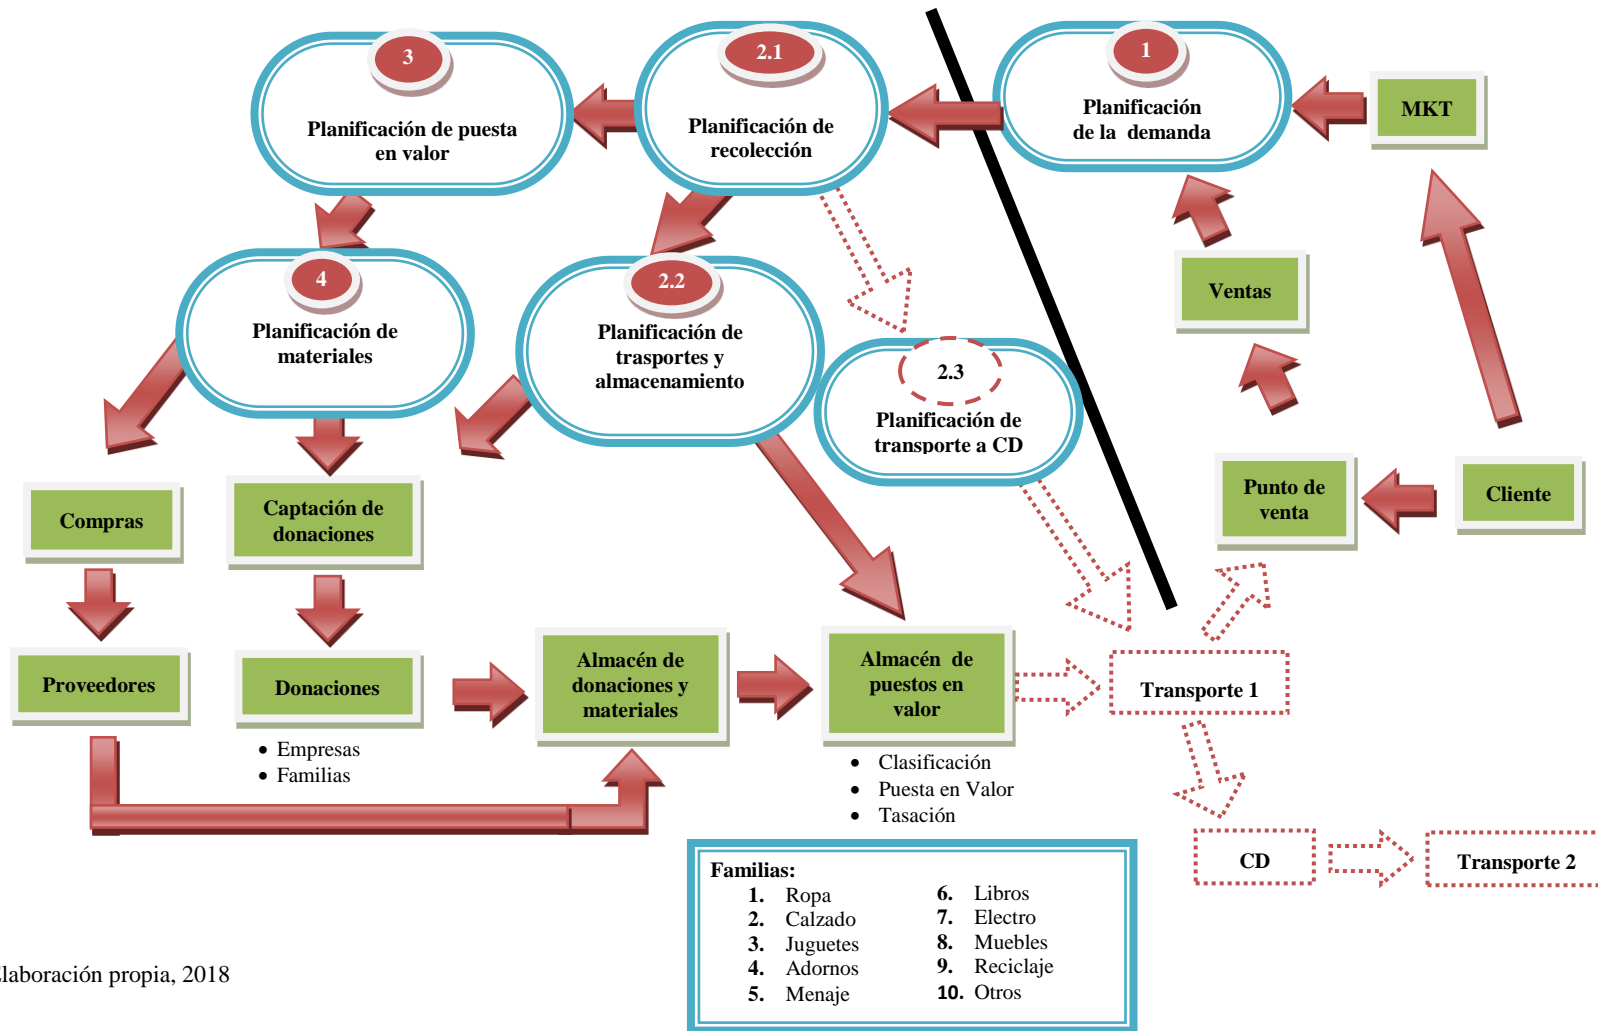 3
Planificación de puesta
en valor
2.1
Planificación de
recolección
1
Planificación
de la demanda
MKT
4
Planificación de
materiales
2.2
Planificación de
trasportes y
almacenamiento
2.3
Planificación de
transporte a CD
Ventas
Compras
Captación de
donaciones
Punto de
venta
Cliente
Proveedores
Donaciones
Almacén de
donaciones y
materiales
Almacén de
puestos en
valor
Transporte 1
• Empresas
• Familias
• Clasificación
• Puesta en Valor
• Tasación
CD
Transporte 2
Familias:
1. Ropa
2. Calzado
3. Juguetes
4. Adornos
5. Menaje
6. Libros
7. Electro
8. Muebles
9. Reciclaje
10. Otros
laboración propia, 2018